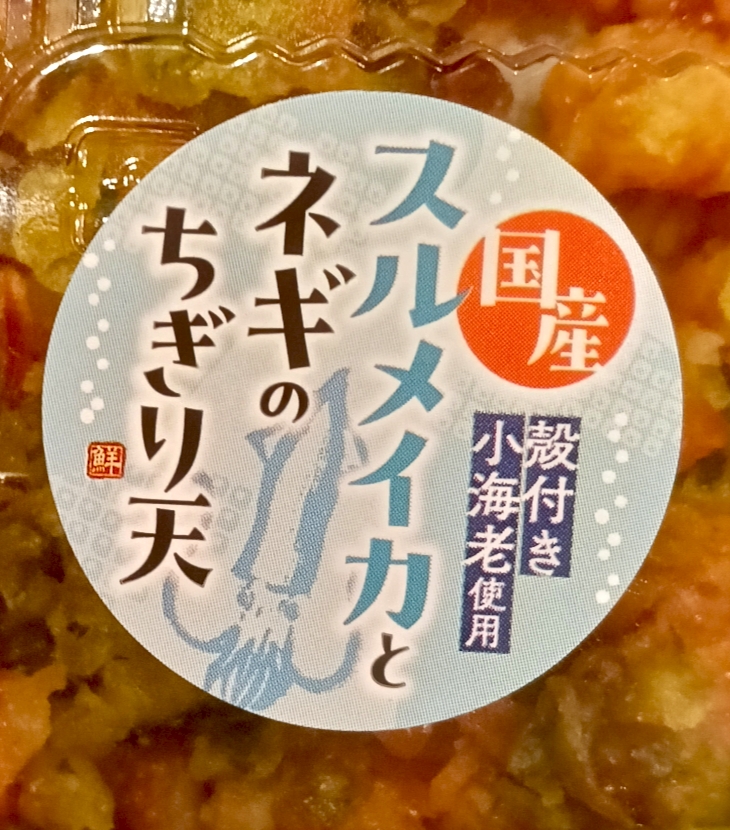 国産
殻付き
小海老使用
スルメイカと
ネギの
ちぎり天
鮮